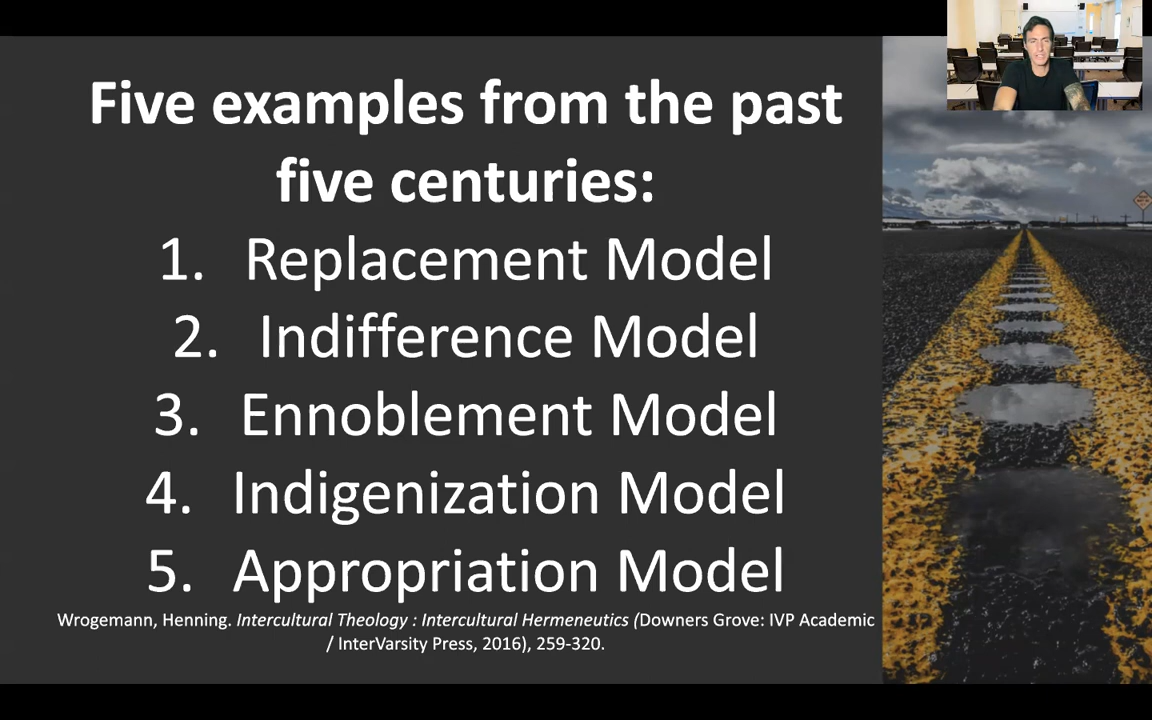 Five examples from the past
five centuries:
1. Replacement Model
2. Indifference Model
3. Ennoblement Model
4. Indigenization Model
5. Appropriation Model
Wrogemann, Henning. Intercultural Theology : Intercultural Hermeneutics (Downers Grove: IVP Academic
/ InterVarsity Press, 2016), 259-320.